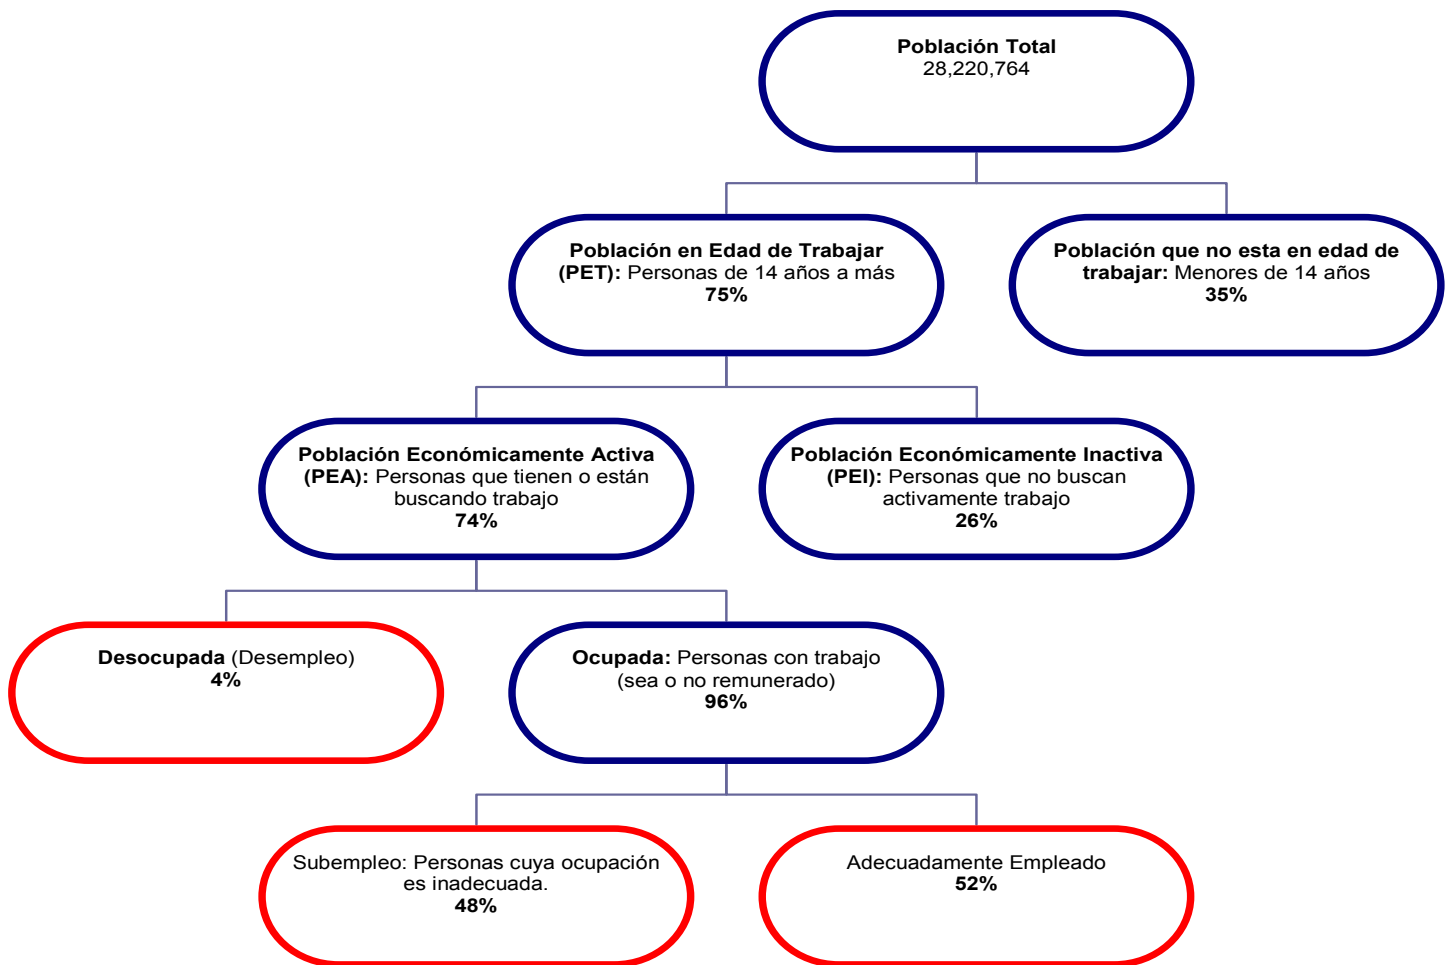 Población Total
28,220,764
Población en Edad de Trabajar
(PET): Personas de 14 años a más
75%
Población que no esta en edad de
trabajar: Menores de 14 años
35%
Población Económicamente Activa
(PEA): Personas que tienen o están
buscando trabajo
74%
Población Económicamente Inactiva
(PEI): Personas que no buscan
activamente trabajo
26%
Desocupada (Desempleo)
4%
Ocupada: Personas con trabajo
(sea o no remunerado)
96%
Subempleo: Personas cuya ocupación
es inadecuada.
48%
Adecuadamente Empleado
52%